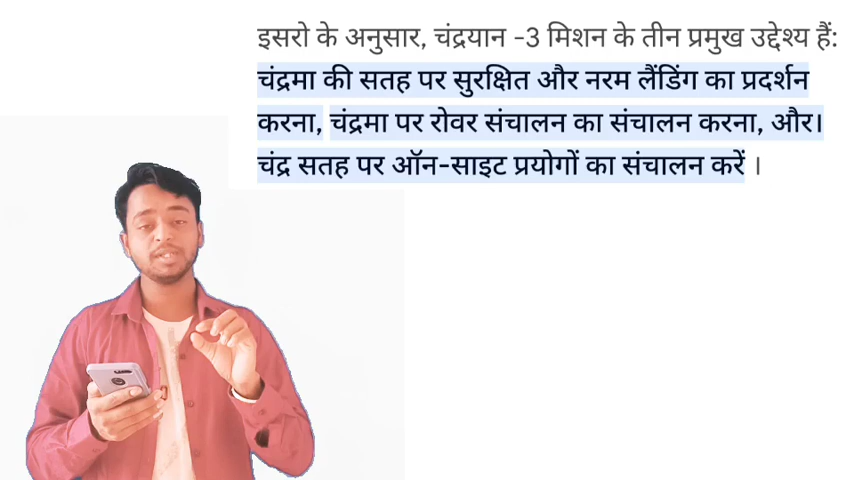 इसरो के अनुसार, चंद्रयान -3 मिशन के तीन प्रमुख उद्देश्य हैं:
चंद्रमा की सतह पर सुरक्षित और नरम लैंडिंग का प्रदर्शन
करना, चंद्रमा पर रोवर संचालन का संचालन करना, और।
चंद्र सतह पर ऑन-साइट प्रयोगों का संचालन करें ।